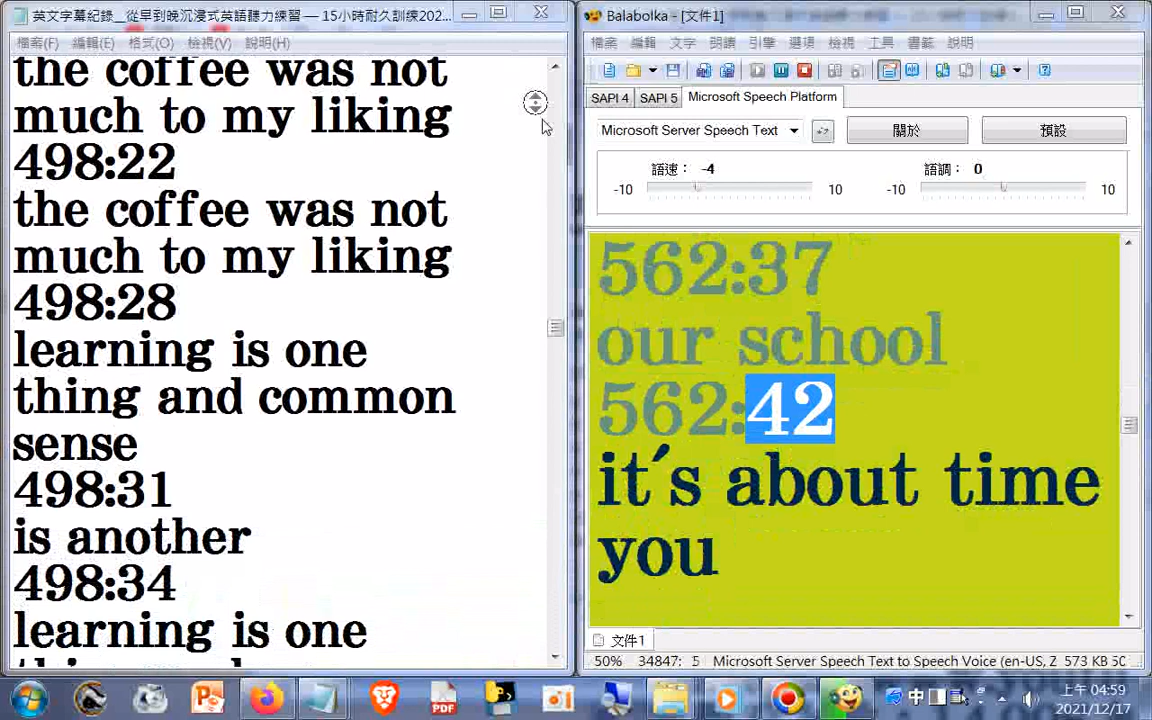 英文字幕紀錄__從早到晚沉浸式英語聽力練習 — 15小時耐久訓練202...
檔案(F) 編輯(E) 格式(O) 檢視(V) 說明(H)
the coffee was not
much to my liking
498:22
the coffee was not
much to my liking
498:28
learning is one
thing and common
sense
498:31
is another
498:34
learning is one
Balabolka - [文件1]
檔案 編輯 文字 朗讀 引擎 選項 檢視 工具 書籤 說明
SAPI 4 SAPI 5 Microsoft Speech Platform
Microsoft Server Speech Text 關於 預設
語速： -4 語調： 0
-10 10 -10 10
562:37
our school
562:42
it's about time
you
文件1
50% 34847: 5 Microsoft Server Speech Text to Speech Voice (en-US, Z 573 KB 50
中
上午 04:59
2021/12/17